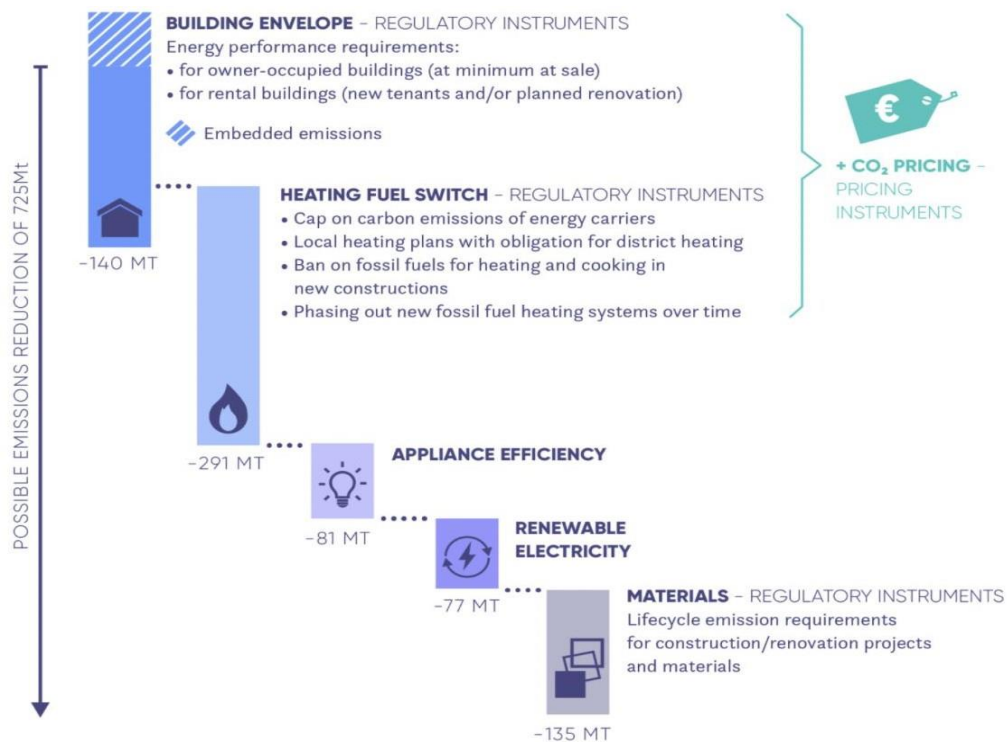 BUILDING ENVELOPE – REGULATORY INSTRUMENTS
Energy performance requirements:
• for owner-occupied buildings (at minimum at sale)
• for rental buildings (new tenants and/or planned renovation)
Embedded emissions
-140 MT
HEATING FUEL SWITCH – REGULATORY INSTRUMENTS
• Cap on carbon emissions of energy carriers
• Local heating plans with obligation for district heating
• Ban on fossil fuels for heating and cooking in
new constructions
• Phasing out new fossil fuel heating systems over time
-291 MT
€
+ CO₂ PRICING –
PRICING
INSTRUMENTS
APPLIANCE EFFICIENCY
-81 MT
RENEWABLE
ELECTRICITY
-77 MT
MATERIALS – REGULATORY INSTRUMENTS
Lifecycle emission requirements
for construction/renovation projects
and materials
-135 MT
POSSIBLE EMISSIONS REDUCTION OF 725Mt